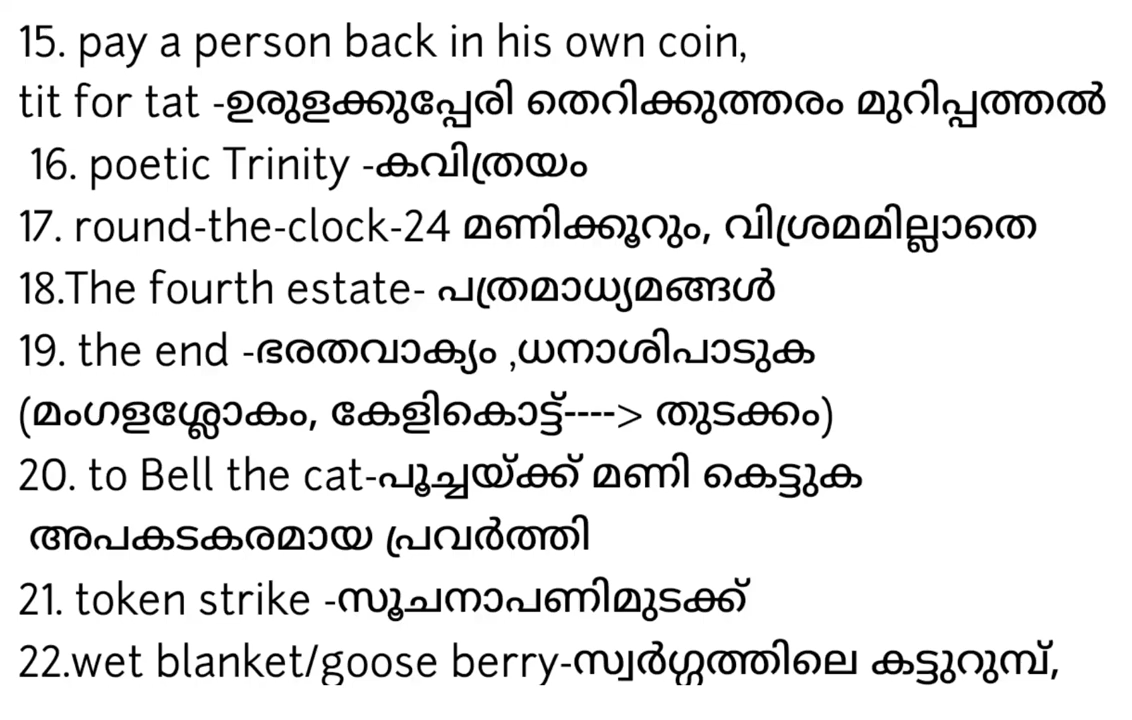 15. pay a person back in his own coin,
tit for tat -ഉരുളക്കുപ്പേരി തെറിക്കുത്തരം മുറിപ്പത്തൽ
16. poetic Trinity -കവിത്രയം
17. round-the-clock-24 മണിക്കൂറും, വിശ്രമമില്ലാതെ
18.The fourth estate- പത്രമാധ്യമങ്ങൾ
19. the end -ഭരതവാക്യം ,ധനാശിപാടുക
(മംഗളശ്ലോകം, കേളികൊട്ട്----> തുടക്കം)
20. to Bell the cat-പൂച്ചയ്ക്ക് മണി കെട്ടുക
അപകടകരമായ പ്രവർത്തി
21. token strike -സൂചനാപണിമുടക്ക്
22.wet blanket/goose berry-സ്വർഗ്ഗത്തിലെ കട്ടുറുമ്പ്,